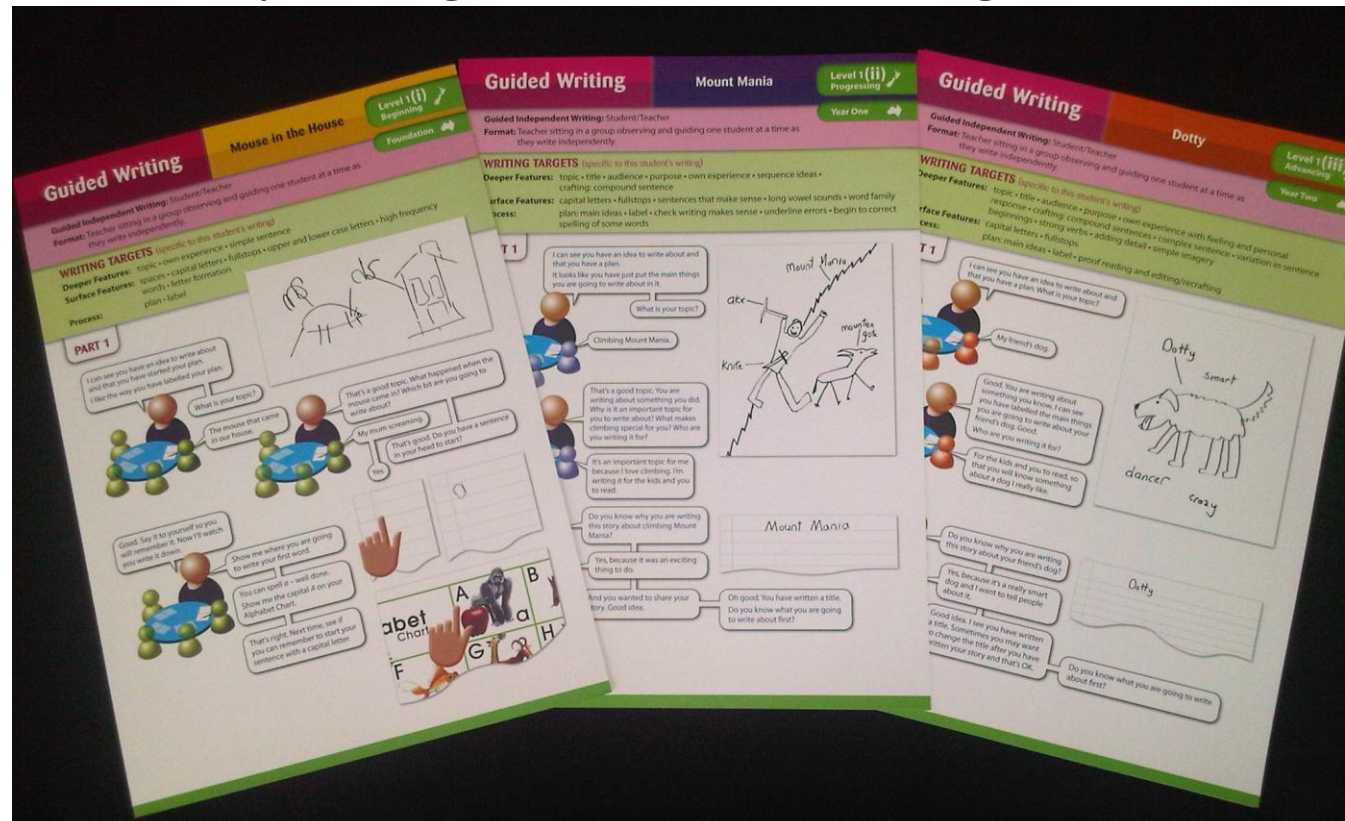 Guided Writing
Mouse in the House
Level 1(i)
Beginning
Foundation
Guided Independent Writing: Student/Teacher
Format: Teacher sitting in a group observing and guiding one student at a time as
they write independently.
WRITING TARGETS (specific to this student's writing)
Deeper Features: topic • own experience • simple sentence
Surface Features: spaces • capital letters • fullstops • upper and lower case letters • high frequency
words • letter formation
Process: plan • label
PART 1
I can see you have an idea to write about
and that you have started your plan.
I like the way you have labelled your plan.
What is your topic?
The mouse that came
in our house.
That's a good topic. What happened when the
mouse came in? Which bit are you going to
write about?
My mum screaming.
That's good. Do you have a sentence
in your head to start?
Yes.
Good. Say it to yourself so you
will remember it. Now I'll watch
you write it down.
Show me where you are going
to write your first word.
You can spell a – well done.
Show me the capital A on your
Alphabet Chart.
That's right. Next time, see if
you can remember to start your
sentence with a capital letter.
abet
Chart
A
B
a
F
G
H
Guided Writing
Mount Mania
Level 1(ii)
Progressing
Year One
Guided Independent Writing: Student/Teacher
Format: Teacher sitting in a group observing and guiding one student at a time as
they write independently.
WRITING TARGETS (specific to this student's writing)
Deeper Features: topic • title • audience • purpose • own experience • sequence ideas •
crafting: compound sentence
urface Features: capital letters • fullstops • sentences that make sense • long vowel sounds • word family
ocess: plan: main ideas • label • check writing makes sense • underline errors • begin to correct
spelling of some words
T 1
I can see you have an idea to write about and
that you have a plan.
It looks like you have just put the main things
you are going to write about in it.
What is your topic?
Climbing Mount Mania.
That's a good topic. You are
writing about something you did.
Why is it an important topic for
you to write about? What makes
climbing special for you? Who are
you writing it for?
It's an important topic for me
because I love climbing. I'm
writing it for the kids and you
to read.
Do you know why you are writing
this story about climbing Mount
Mania?
Yes, because it was an exciting
thing to do.
And you wanted to share your
tory. Good idea.
Oh good. You have written a title.
Do you know what you are going
to write about first?
Mount Mania
akx
Knife
mounten
got
Mount Mania
Guided Writing
Dotty
Level 1(iii)
Advancing
Year Two
Guided Independent Writing: Student/Teacher
Format: Teacher sitting in a group observing and guiding one student at a time as
they write independently.
WRITING TARGETS (specific to this student's writing)
Deeper Features: topic • title • audience • purpose • own experience with feeling and personal
response • crafting: compound sentences • complex sentence • variation in sentence
beginnings • strong verbs • adding detail • simple imagery
rface Features: capital letters • fullstops
cess: plan: main ideas • label • proof reading and editing/recrafting
T 1
I can see you have an idea to write about and
that you have a plan. What is your topic?
My friend's dog.
Good. You are writing about
something you know. I can see
you have labelled the main things
you are going to write about your
friend's dog. Good.
Who are you writing it for?
For the kids and you to read, so
that you will know something
about a dog I really like.
Do you know why you are writing
this story about your friend's dog?
Yes, because it's a really smart
dog and I want to tell people
about it.
Good idea. I see you have written
a title. Sometimes you may want
o change the title after you have
ritten your story and that's OK.
Do you know what you are going to write
about first?
Dotty
smart
dancer
crazy
Dotty